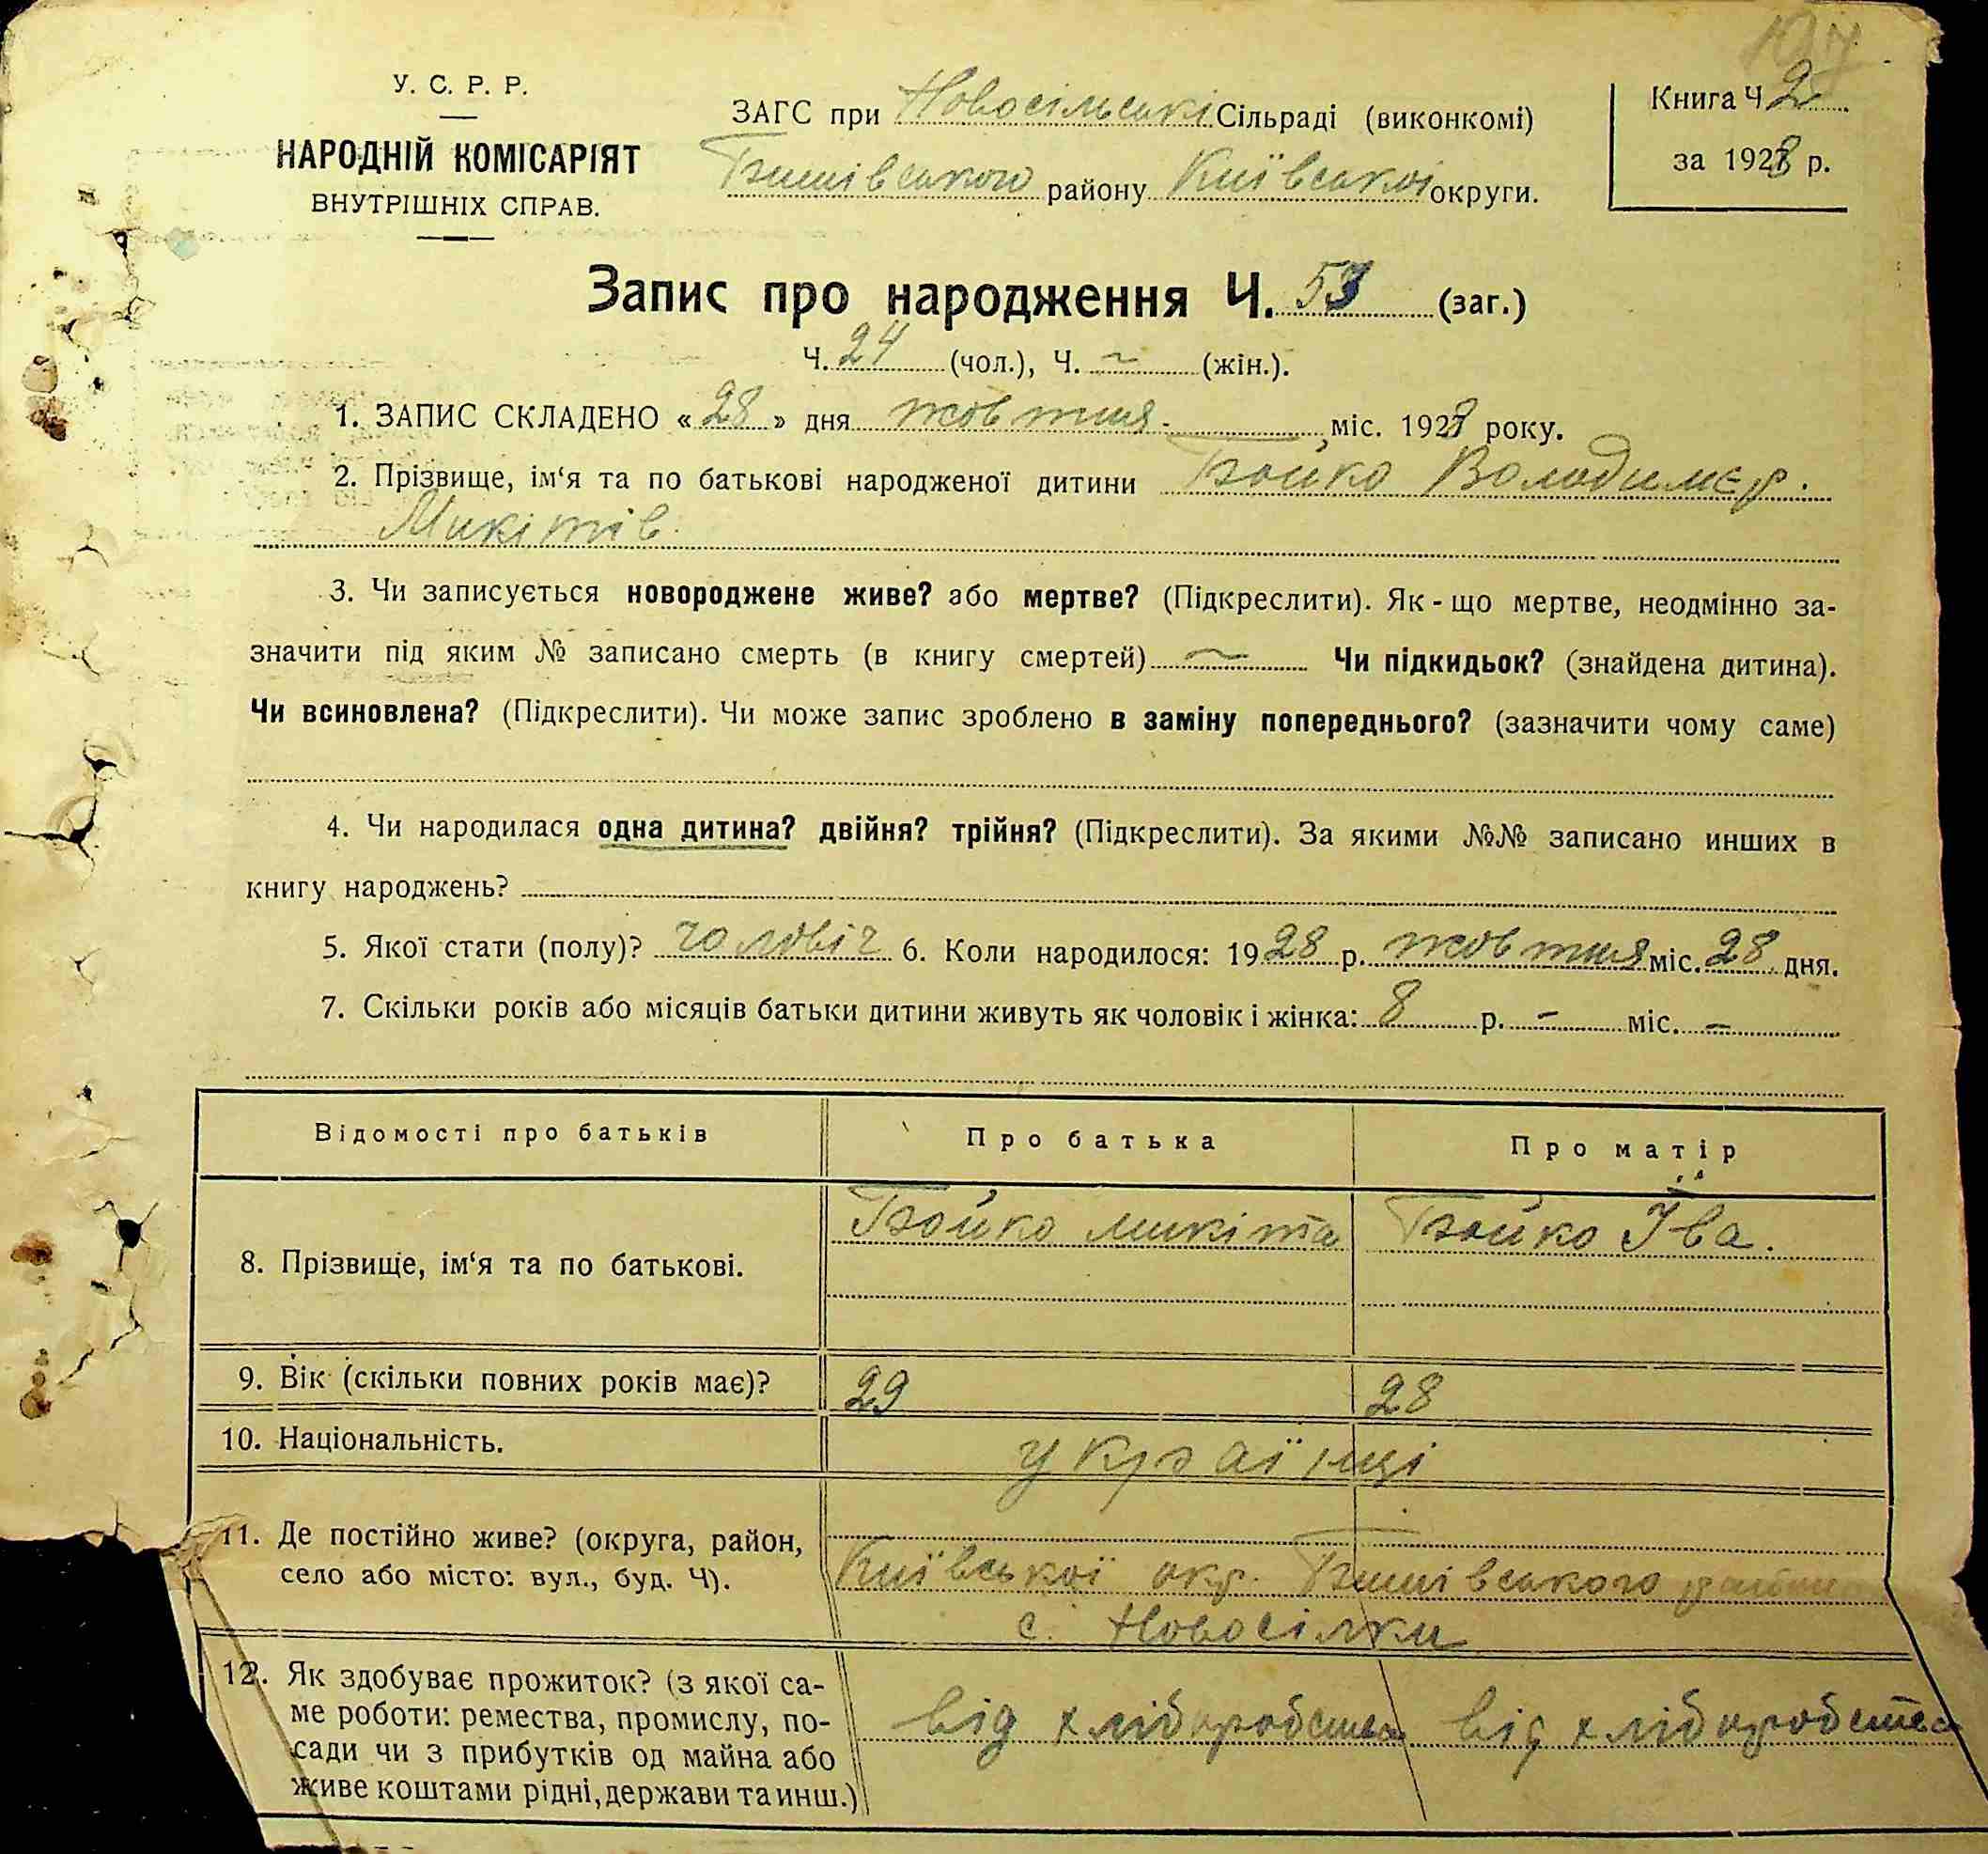 У. С. Р. Р.
НАРОДНІЙ КОМІСАРІЯТ
ВНУТРІШНІХ СПРАВ.
ЗАГС при Новосільські Сільраді (виконкомі)
Бишівського району Київської округи.
Книга Ч 2
за 1928 р.
Запис про народження Ч. 53 (заг.)
Ч. 24 (чол.), Ч. ~ (жін.).
1. ЗАПИС СКЛАДЕНО «28» дня жовтня міс. 1928 року.
2. Прізвище, ім‘я та по батькові народженої дитини Бойко Володимєр.
Микітів
3. Чи записується новороджене живе? або мертве? (Підкреслити). Як-що мертве, неодмінно за-
значити під яким № записано смерть (в книгу смертей) ~ Чи підкидьок? (знайдена дитина).
Чи всиновлена? (Підкреслити). Чи може запис зроблено в заміну попереднього? (зазначити чому саме)
4. Чи народилася одна дитина? двійня? трійня? (Підкреслити). За якими №№ записано инших в
книгу народжень?
5. Якої стати (полу)? чоловіч 6. Коли народилося: 1928 р. жовтня міс. 28 дня.
7. Скільки років або місяців батьки дитини живуть як чоловік і жінка: 8 р. – міс. –
Відомості про батьків Про батька Про матір
8. Прізвище, ім‘я та по батькові. Бойко Микіта Бойко Їва.
9. Вік (скільки повних років має)? 29 28
10. Національність. українці
11. Де постійно живе? (округа, район,
село або місто: вул., буд. Ч).
Київської окр. Бишівського району
с. Новосілки
12. Як здобуває прожиток? (з якої са-
ме роботи: ремества, промислу, по-
сади чи з прибутків од майна або
живе коштами рідні, держави та инш.)
від хліборобства від хліборобства